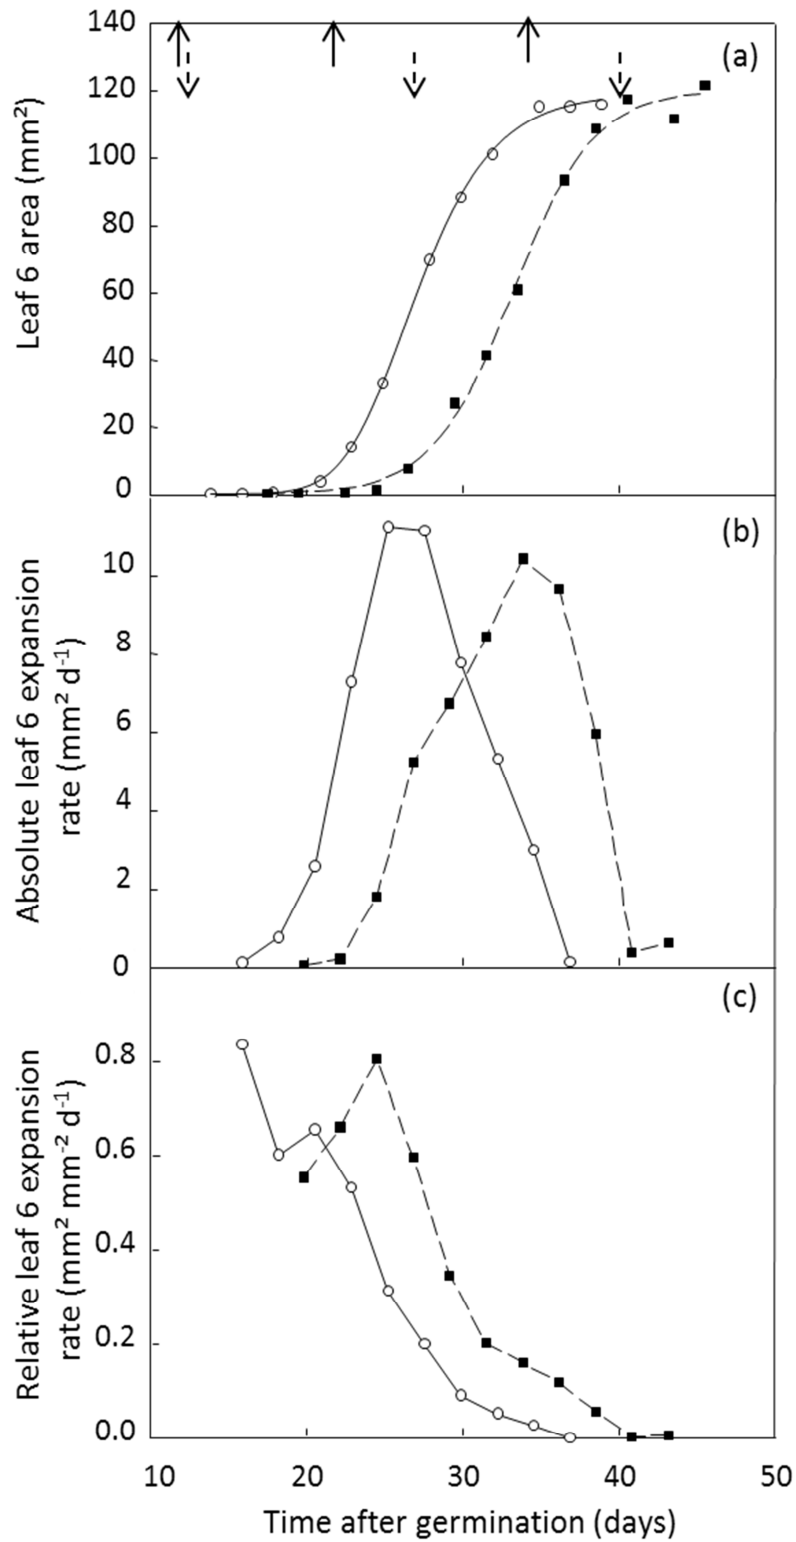 140
(a)
120
100
80
60
40
20
0
Leaf 6 area (mm²)
(b)
10
8
6
4
2
0
Absolute leaf 6 expansion
rate (mm² d⁻¹)
(c)
0.8
0.6
0.4
0.2
0.0
Relative leaf 6 expansion
rate (mm² mm⁻² d⁻¹)
10 20 30 40 50
Time after germination (days)